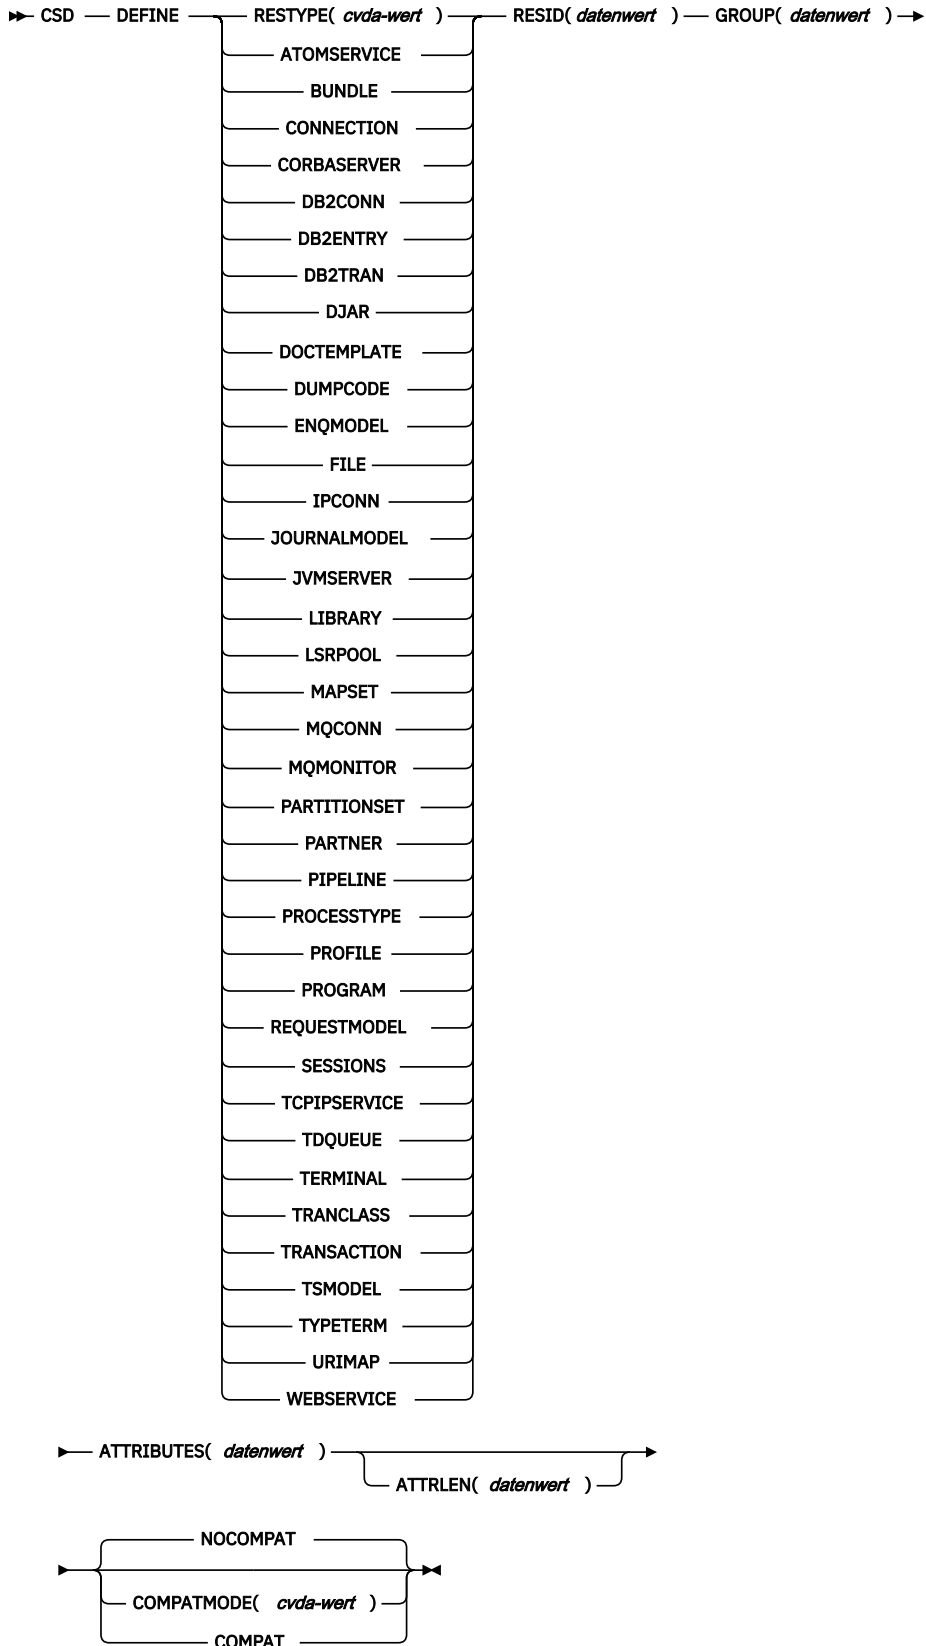 CSD DEFINE RESTYPE( cvda-wert ) RESID( datenwert ) GROUP( datenwert )
ATOMSERVICE
BUNDLE
CONNECTION
CORBASERVER
DB2CONN
DB2ENTRY
DB2TRAN
DJAR
DOCTEMPLATE
DUMPCODE
ENQMODEL
FILE
IPCONN
JOURNALMODEL
JVMSERVER
LIBRARY
LSRPOOL
MAPSET
MQCONN
MQMONITOR
PARTITIONSET
PARTNER
PIPELINE
PROCESSTYPE
PROFILE
PROGRAM
REQUESTMODEL
SESSIONS
TCPIPSERVICE
TDQUEUE
TERMINAL
TRANCLASS
TRANSACTION
TSMODEL
TYPETERM
URIMAP
WEBSERVICE
ATTRIBUTES( datenwert )
ATTRLEN( datenwert )
NOCOMPAT
COMPATMODE( cvda-wert )
COMPAT